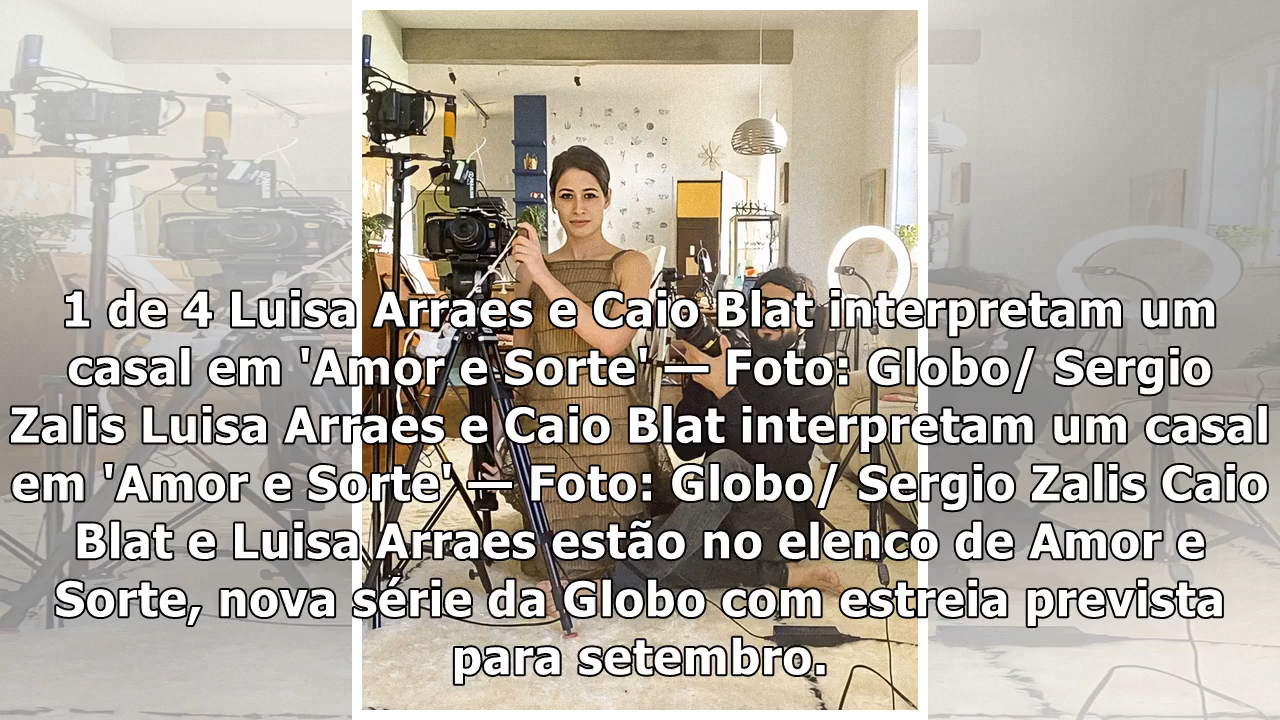 1 de 4 Luisa Arraes e Caio Blat interpretam um
casal em 'Amor e Sorte' — Foto: Globo/ Sergio
Zalis Luisa Arraes e Caio Blat interpretam um casal
em 'Amor e Sorte' — Foto: Globo/ Sergio Zalis Caio
Blat e Luisa Arraes estão no elenco de Amor e
Sorte, nova série da Globo com estreia prevista
para setembro.